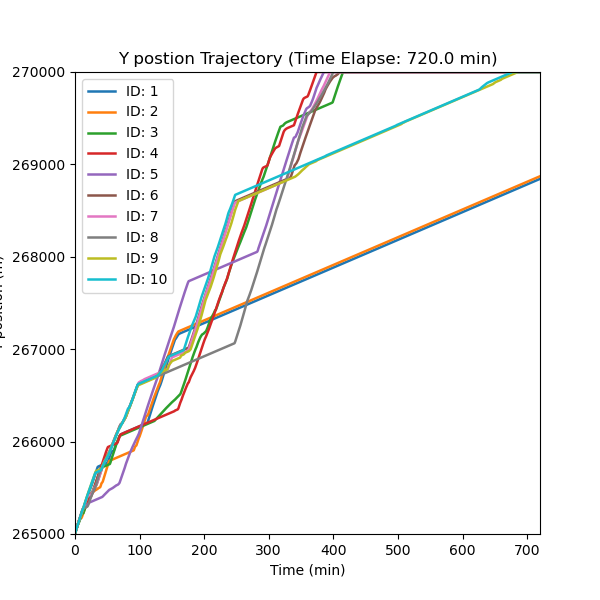 Y postion Trajectory (Time Elapse: 720.0 min)
270000
269000
268000
267000
266000
265000
position (m)
ID: 1
ID: 2
ID: 3
ID: 4
ID: 5
ID: 6
ID: 7
ID: 8
ID: 9
ID: 10
0 100 200 300 400 500 600 700
Time (min)